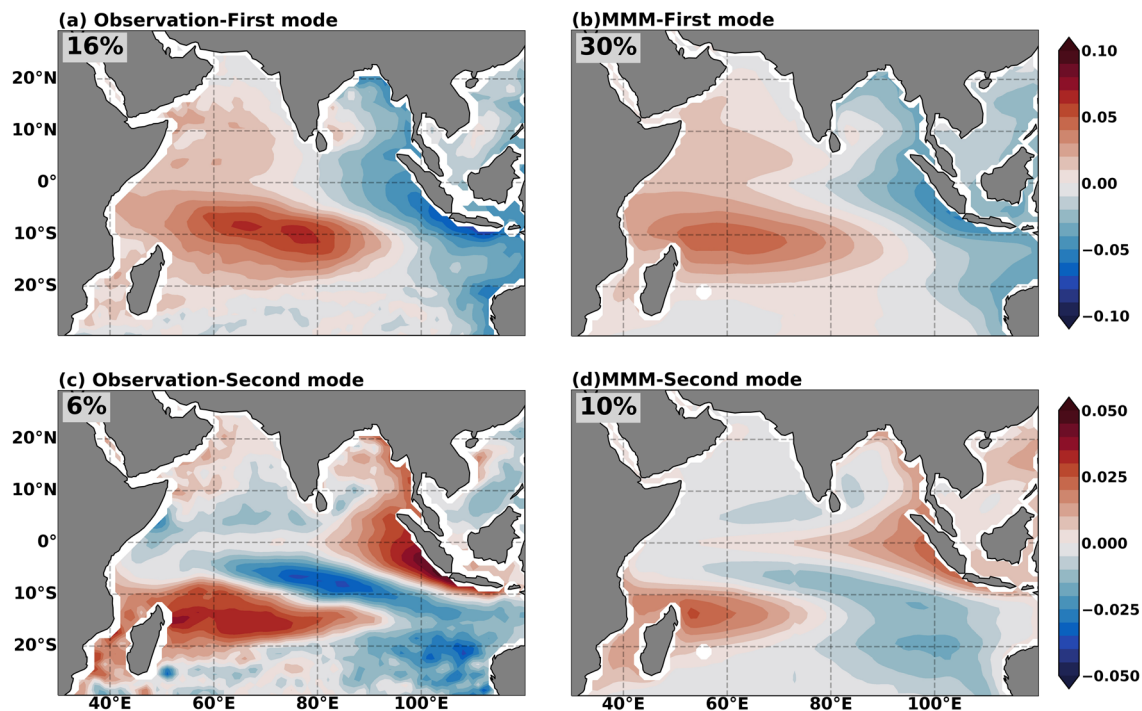 (a) Observation-First mode
(b)MMM-First mode
16%
30%
20°N
10°N
0°
10°S
20°S
0.10
0.05
0.00
−0.05
−0.10
(c) Observation-Second mode
(d)MMM-Second mode
6%
10%
20°N
10°N
0°
10°S
20°S
0.050
0.025
0.000
−0.025
−0.050
40°E 60°E 80°E 100°E
40°E 60°E 80°E 100°E